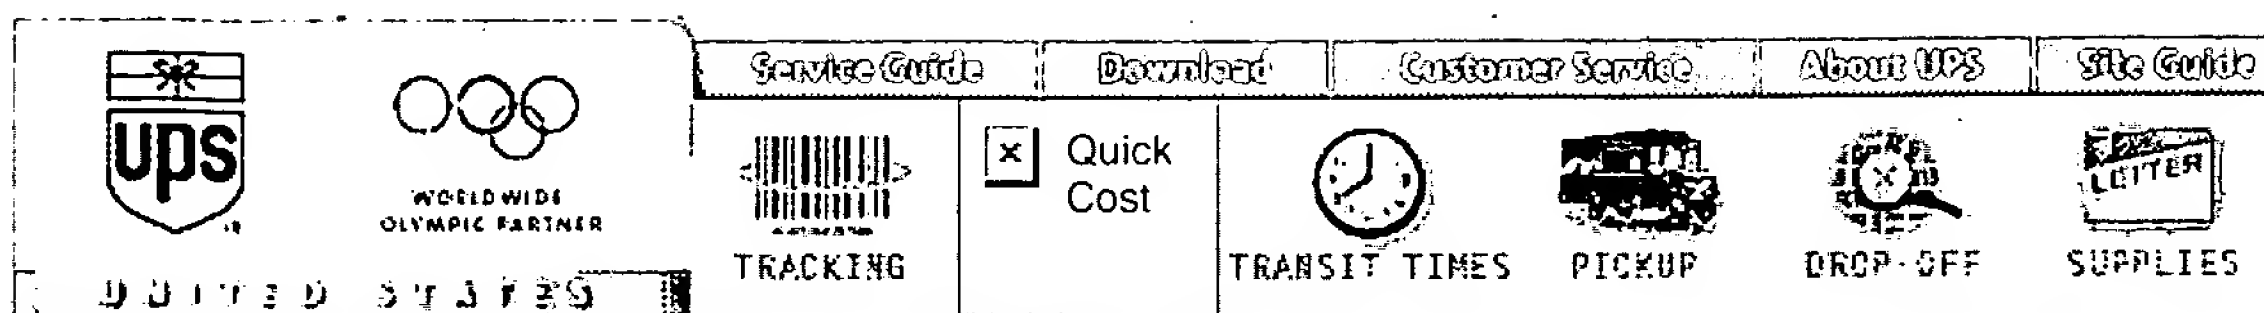 Service Guide
Download
Customer Service
About UPS
Site Guide
ups
WORLDWIDE
OLYMPIC PARTNER
UNITED STATES
TRACKING
Quick
Cost
TRANSIT TIMES
PICKUP
DROP-OFF
LETTER
SUPPLIES